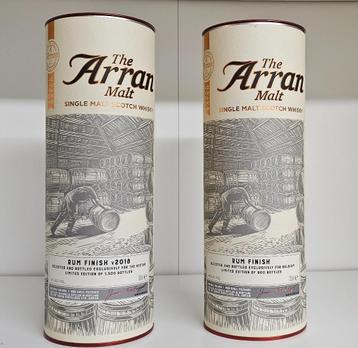 The
Arran
Malt
SINGLE MALT SCOTCH WHISKY
RUM FINISH v2018
SELECTED AND BOTTLED EXCLUSIVELY FOR THE
LIMITED EDITION OF 1,500 BOTTLES
The
Arran
Malt
SINGLE MALT SCOTCH WHISKY
RUM FINISH
SELECTED AND BOTTLED EXCLUSIVELY FOR BELGIUM
LIMITED EDITION OF 900 BOTTLES